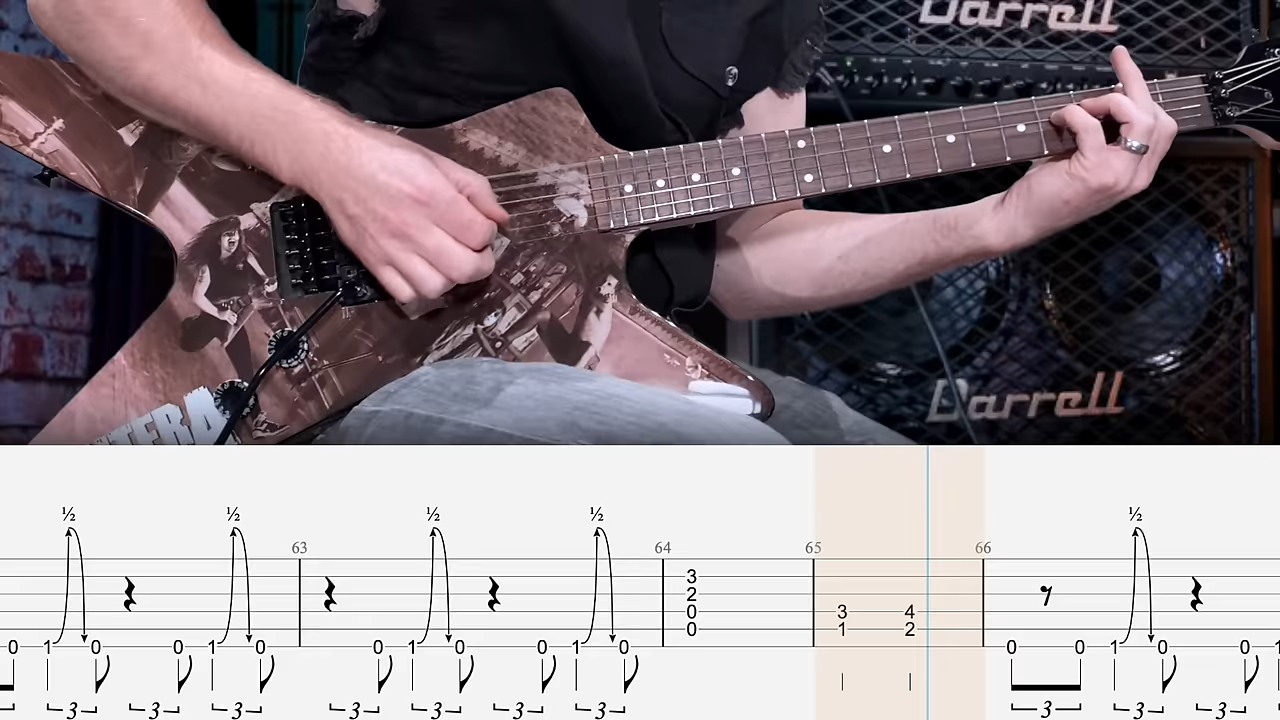 Darrell
Darrell
TERA
½ ½ ½ ½ ½
63 64 65 66
3
2
0 3 4
0 1 2
0 1 0 0 1 0 0 1 0 0 1 0 0 0 1 0 0 1
3 3 3 3 3 3 3 3 3 3